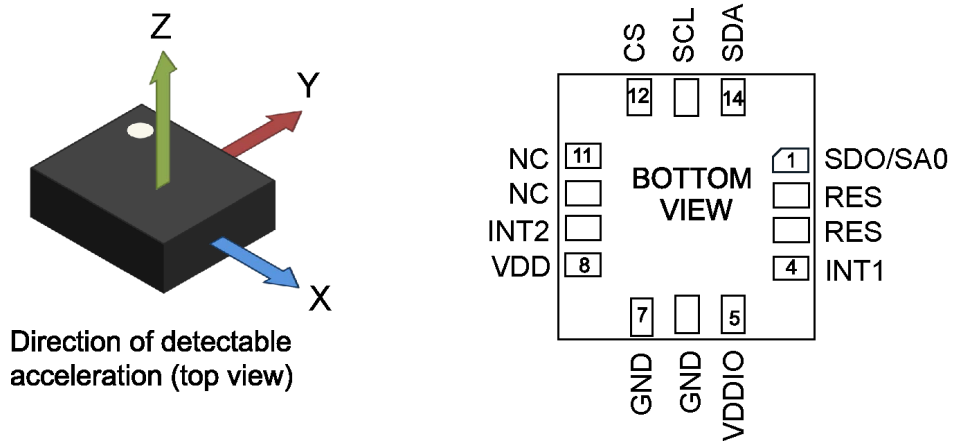 Z
Y
X
Direction of detectable
acceleration (top view)
CS
SCL
SDA
12
14
NC
11
1
SDO/SA0
NC
RES
BOTTOM
VIEW
INT2
RES
VDD
8
4
INT1
7
5
GND
GND
VDDIO